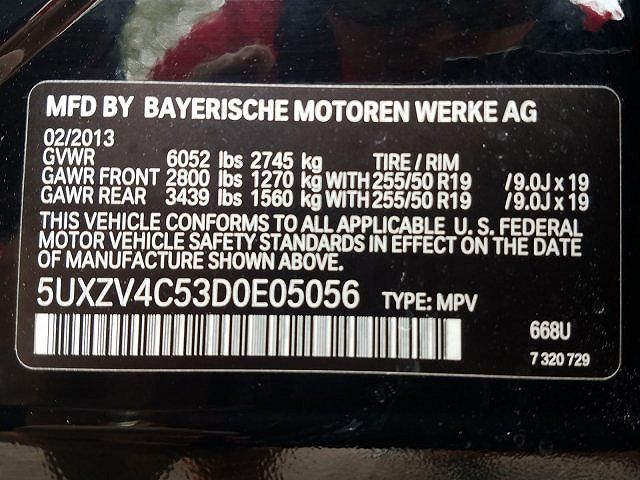 MFD BY BAYERISCHE MOTOREN WERKE AG
02/2013
GVWR 6052 lbs 2745 kg TIRE / RIM
GAWR FRONT 2800 lbs 1270 kg WITH 255/50 R19 /9.0J x 19
GAWR REAR 3439 lbs 1560 kg WITH 255/50 R19 /9.0J x 19
THIS VEHICLE CONFORMS TO ALL APPLICABLE U. S. FEDERAL
MOTOR VEHICLE SAFETY STANDARDS IN EFFECT ON THE DATE
OF MANUFACTURE SHOWN ABOVE.
5UXZV4C53D0E05056 TYPE: MPV
668U
7 320 729